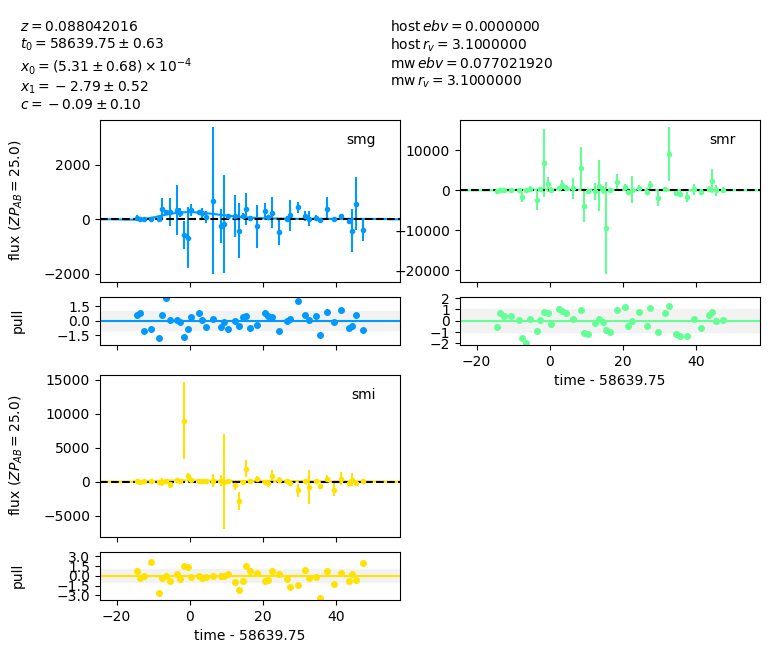 z = 0.088042016
t₀ = 58639.75 ± 0.63
x₀ = (5.31 ± 0.68) × 10⁻⁴
x₁ = −2.79 ± 0.52
c = −0.09 ± 0.10
host ebv = 0.0000000
host r_v = 3.1000000
mw ebv = 0.077021920
mw r_v = 3.1000000
smg
flux (ZP_AB = 25.0)
2000
0
−2000
smr
10000
0
−10000
−20000
pull
1.5
0.0
−1.5
2
1
0
−1
−2
−20 0 20 40
time - 58639.75
smi
flux (ZP_AB = 25.0)
15000
10000
5000
0
−5000
pull
3.0
1.5
0.0
−1.5
−3.0
−20 0 20 40
time - 58639.75